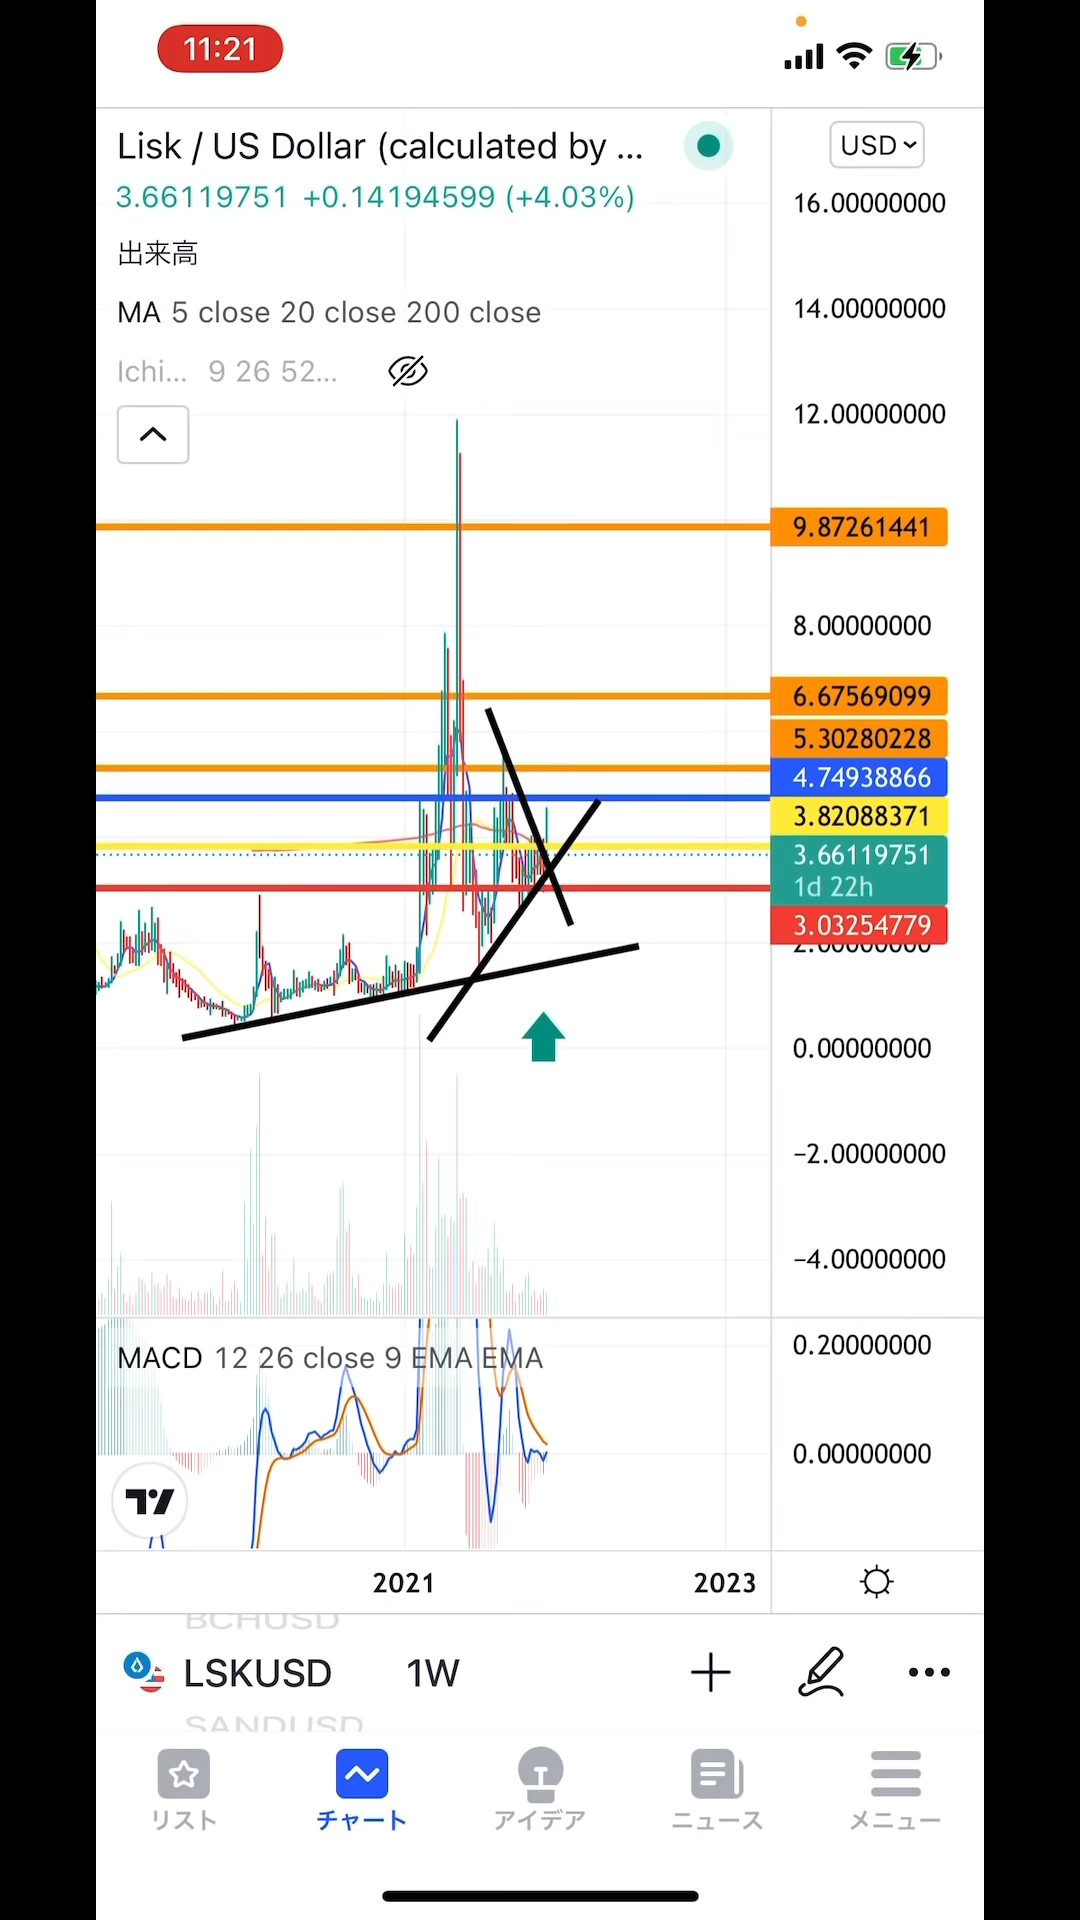 11:21
Lisk / US Dollar (calculated by ...
USD
3.66119751 +0.14194599 (+4.03%)
出来高
MA 5 close 20 close 200 close
Ichi... 9 26 52...
16.00000000
14.00000000
12.00000000
9.87261441
8.00000000
6.67569099
5.30280228
4.74938866
3.82088371
3.66119751
1d 22h
3.03254779
2.00000000
0.00000000
−2.00000000
−4.00000000
MACD 12 26 close 9 EMA EMA
0.20000000
0.00000000
2021
2023
BCHUSD
LSKUSD 1W
SANDUSD
リスト
チャート
アイデア
ニュース
メニュー